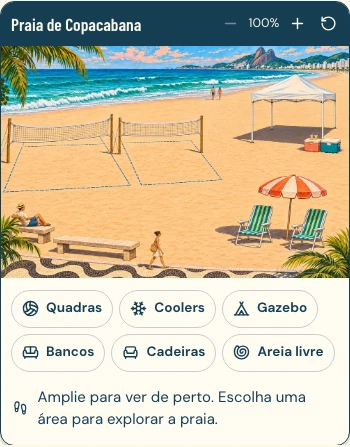 Praia de Copacabana
100%
Quadras
Coolers
Gazebo
Bancos
Cadeiras
Areia livre
Amplie para ver de perto. Escolha uma
área para explorar a praia.